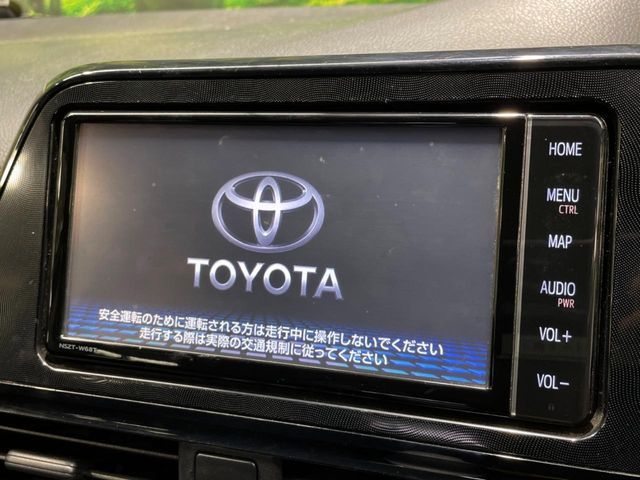 TOYOTA
安全運転のために運転される方は走行中に操作しないでください
走行する際は実際の交通規制に従ってください
NSZT-W68T
HOME
MENU
CTRL
MAP
AUDIO
PWR
VOL+
VOL-